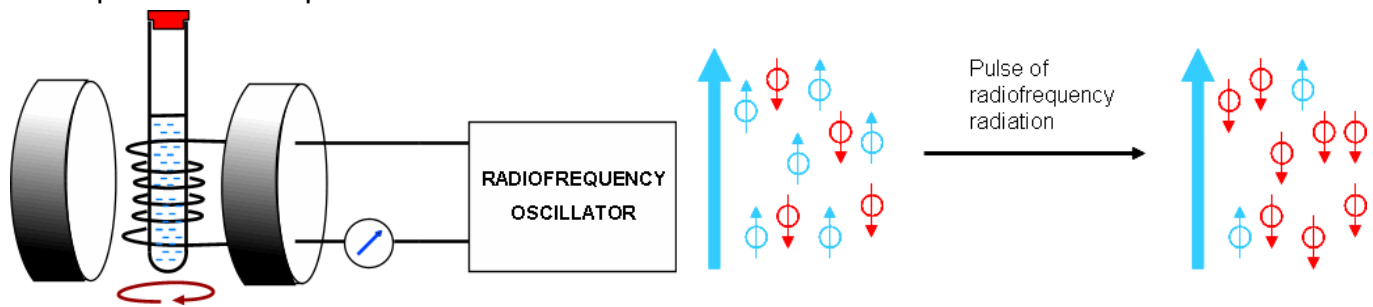 RADIOFREQUENCY
OSCILLATOR
Pulse of
radiofrequency
radiation